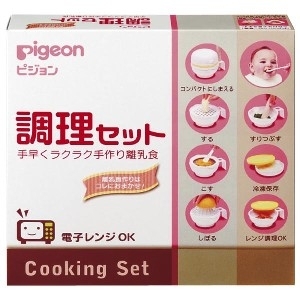 Pigeon
ピジョン
調理セット
手早くラクラク手作り離乳食
離乳食作りは
コレにおまかせ!
電子レンジOK
Cooking Set
コンパクトにしまえる
する
すりつぶす
こす
冷凍保存
しぼる
レンジ調理OK